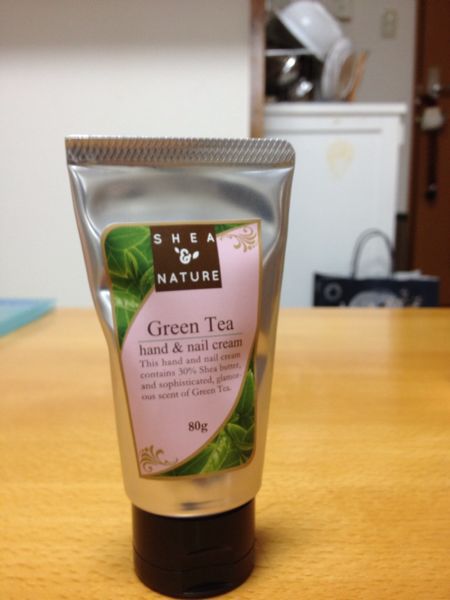 SHEA
&
NATURE
Green Tea
hand & nail cream
This hand and nail cream
contains 30% Shea butter,
and sophisticated, glamor-
ous scent of Green Tea.
80g